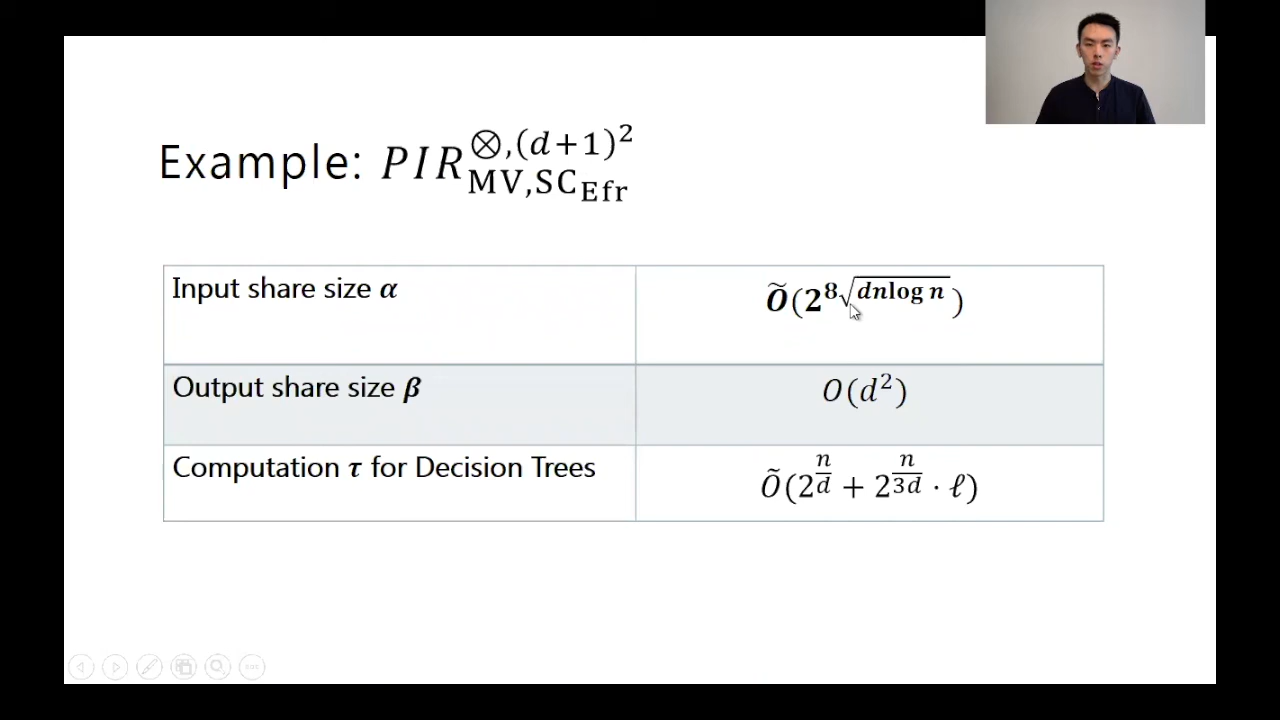 Example: PIR^{⊗,(d+1)^2}_{MV,SC_{Efr}}
Input share size α
Õ(2^{8√(dn log n)})
Output share size β
O(d^2)
Computation τ for Decision Trees
Õ(2^{n/d} + 2^{n/3d} · ℓ)